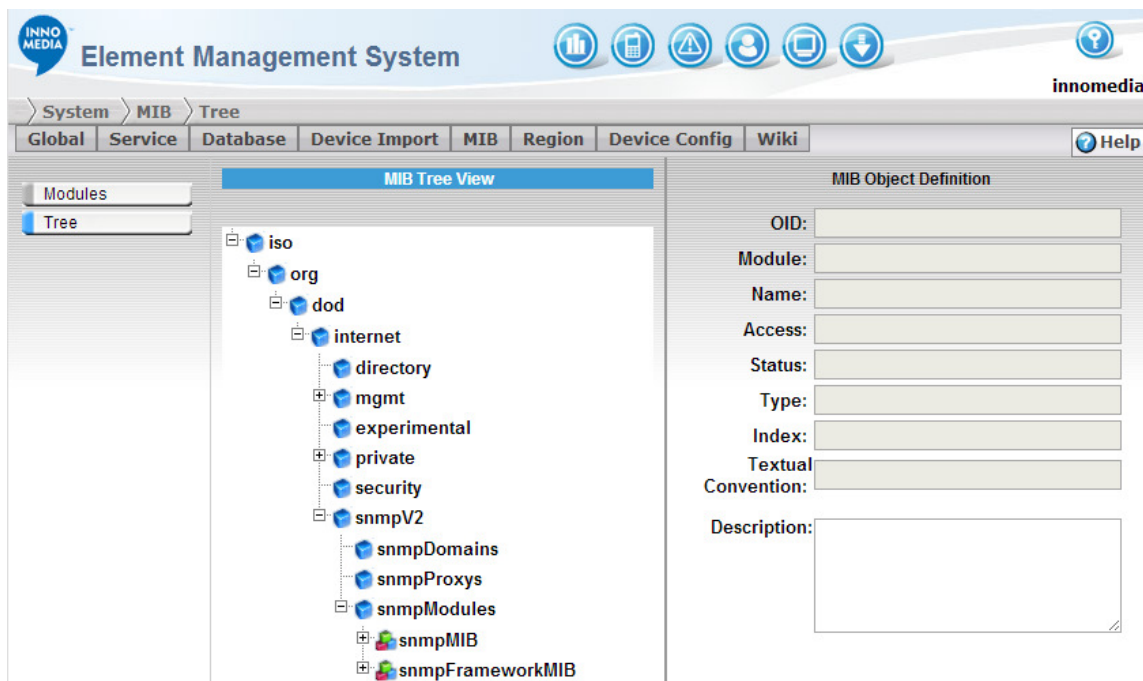 INNO
MEDIA
Element Management System
innomedia
System MIB Tree
Global Service Database Device Import MIB Region Device Config Wiki
Help
Modules
Tree
MIB Tree View
iso
org
dod
internet
directory
mgmt
experimental
private
security
snmpV2
snmpDomains
snmpProxys
snmpModules
snmpMIB
snmpFrameworkMIB
MIB Object Definition
OID:
Module:
Name:
Access:
Status:
Type:
Index:
Textual
Convention:
Description: